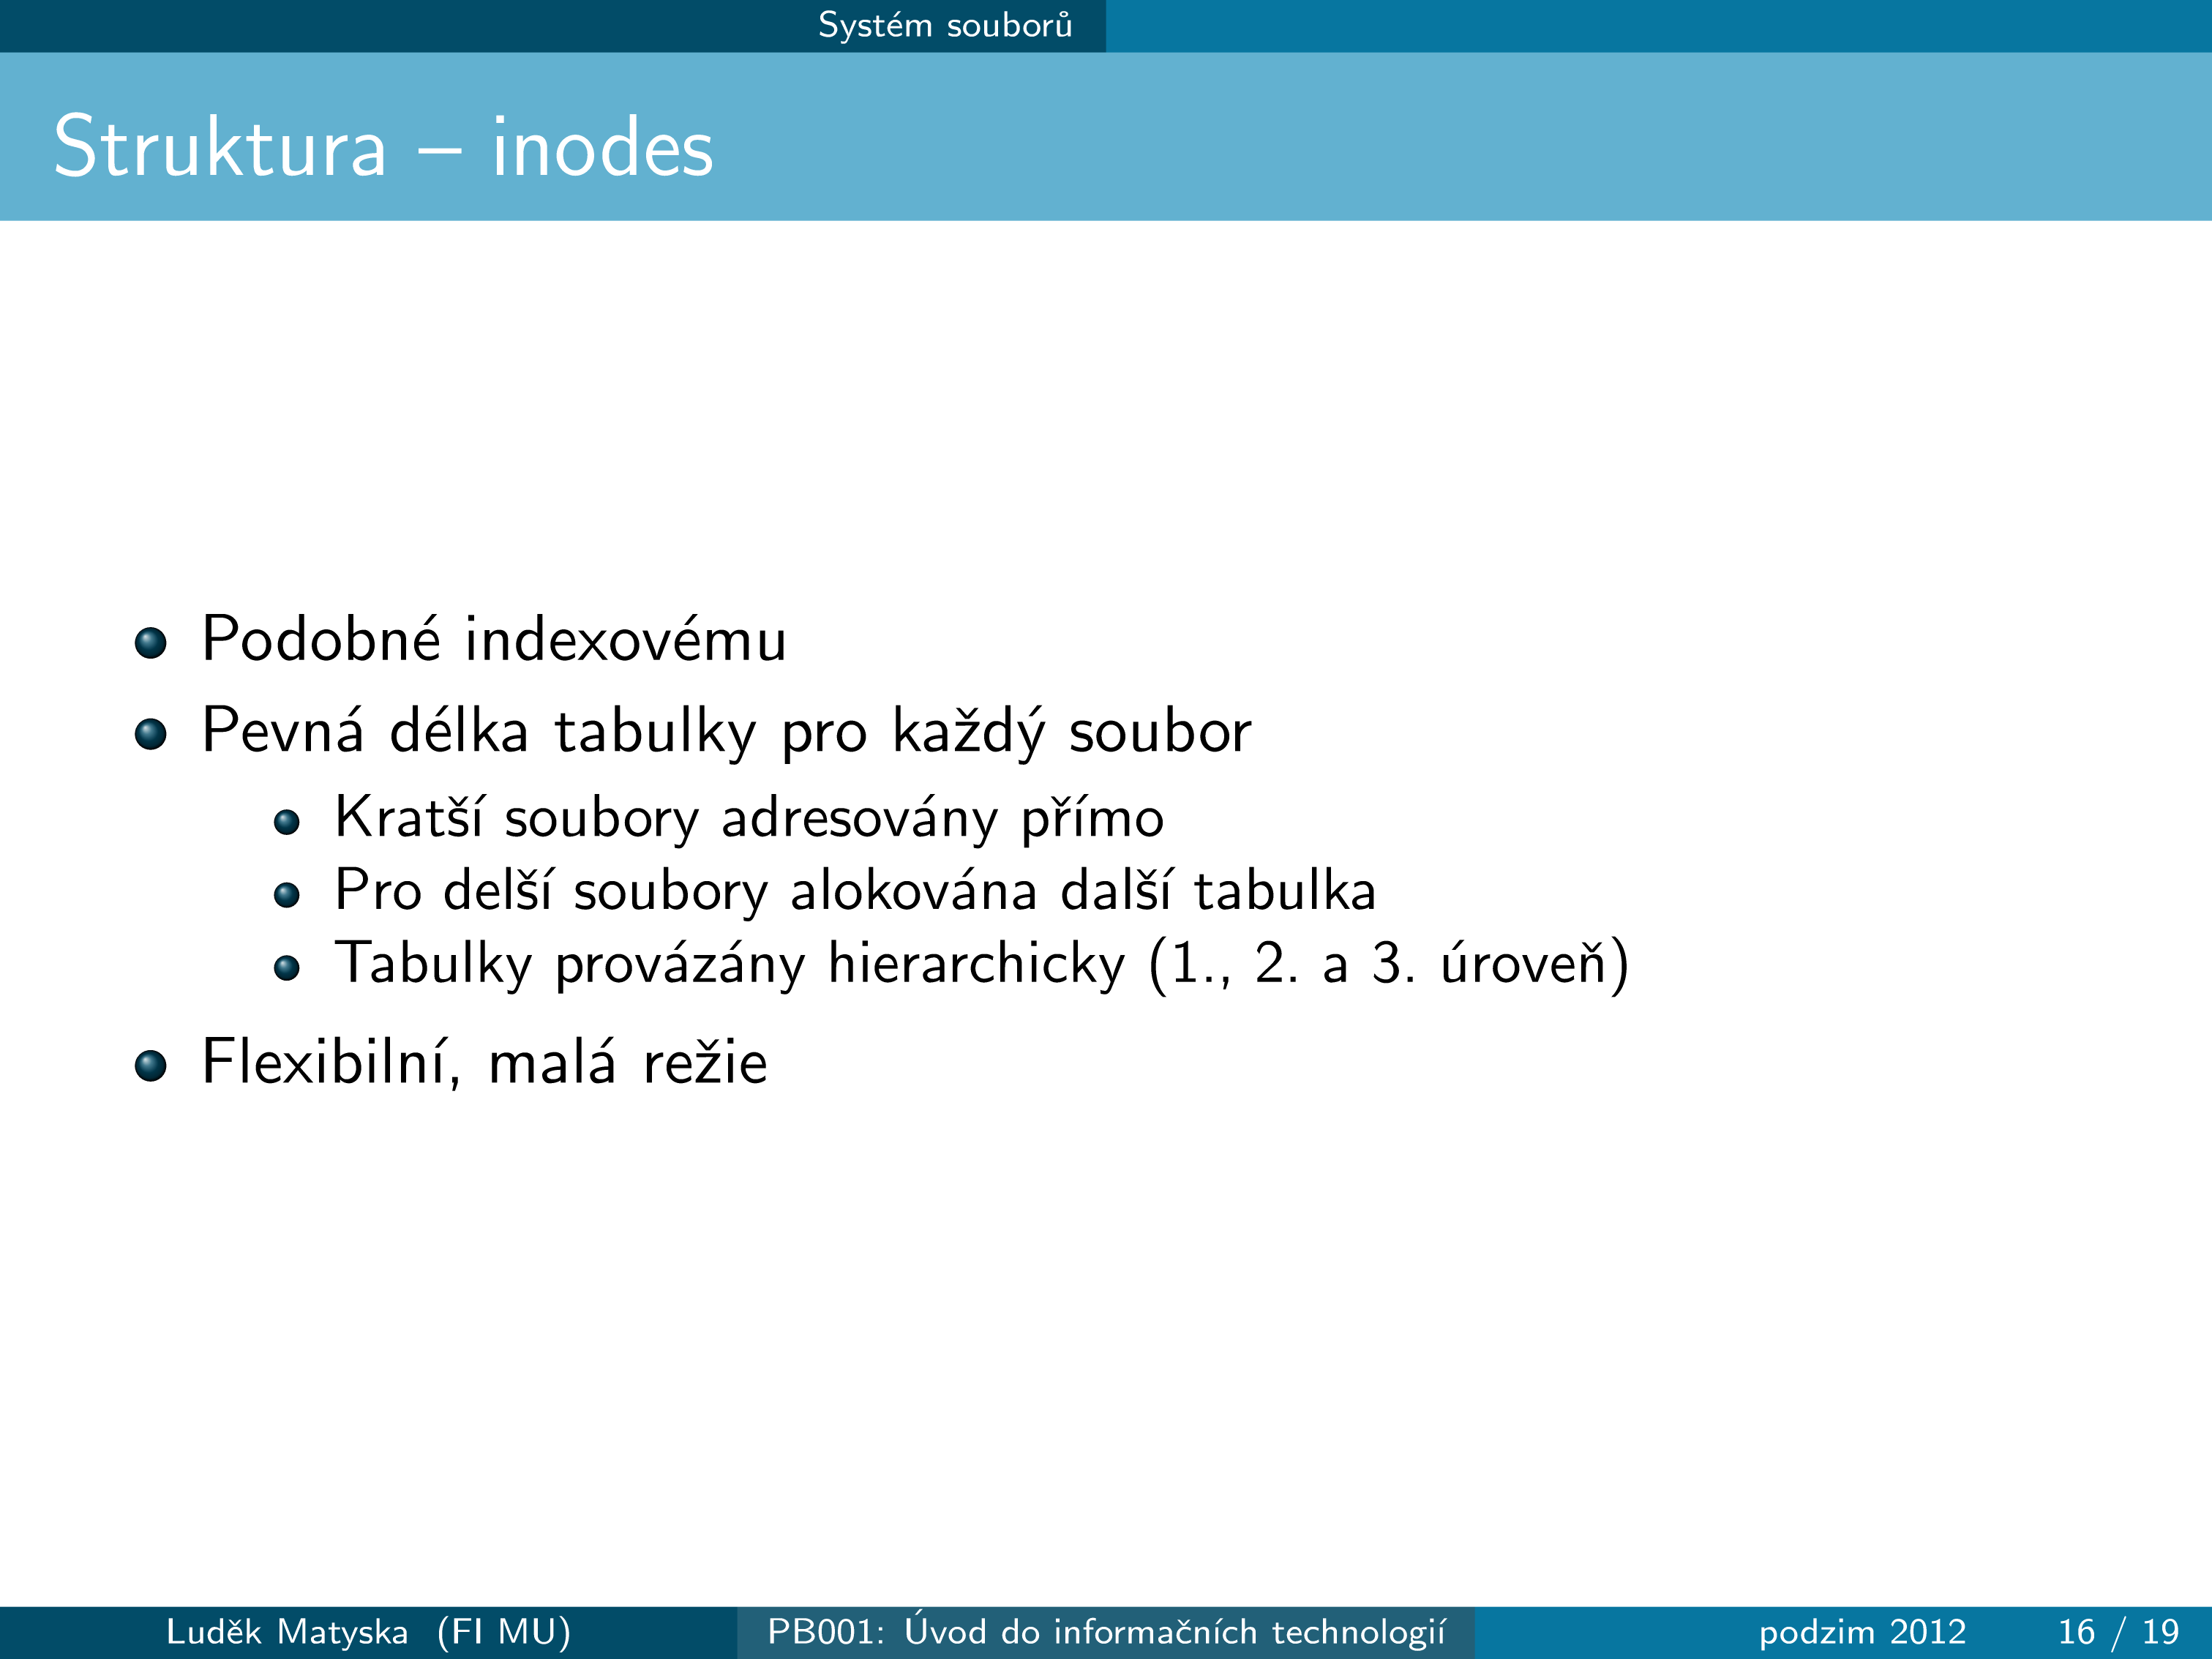 Systém souborů
Struktura – inodes
Podobné indexovému
Pevná délka tabulky pro každý soubor
Kratší soubory adresovány přímo
Pro delší soubory alokována další tabulka
Tabulky provázány hierarchicky (1., 2. a 3. úroveň)
Flexibilní, malá režie
Luděk Matyska (FI MU) PB001: Úvod do informačních technologií podzim 2012 16 / 19